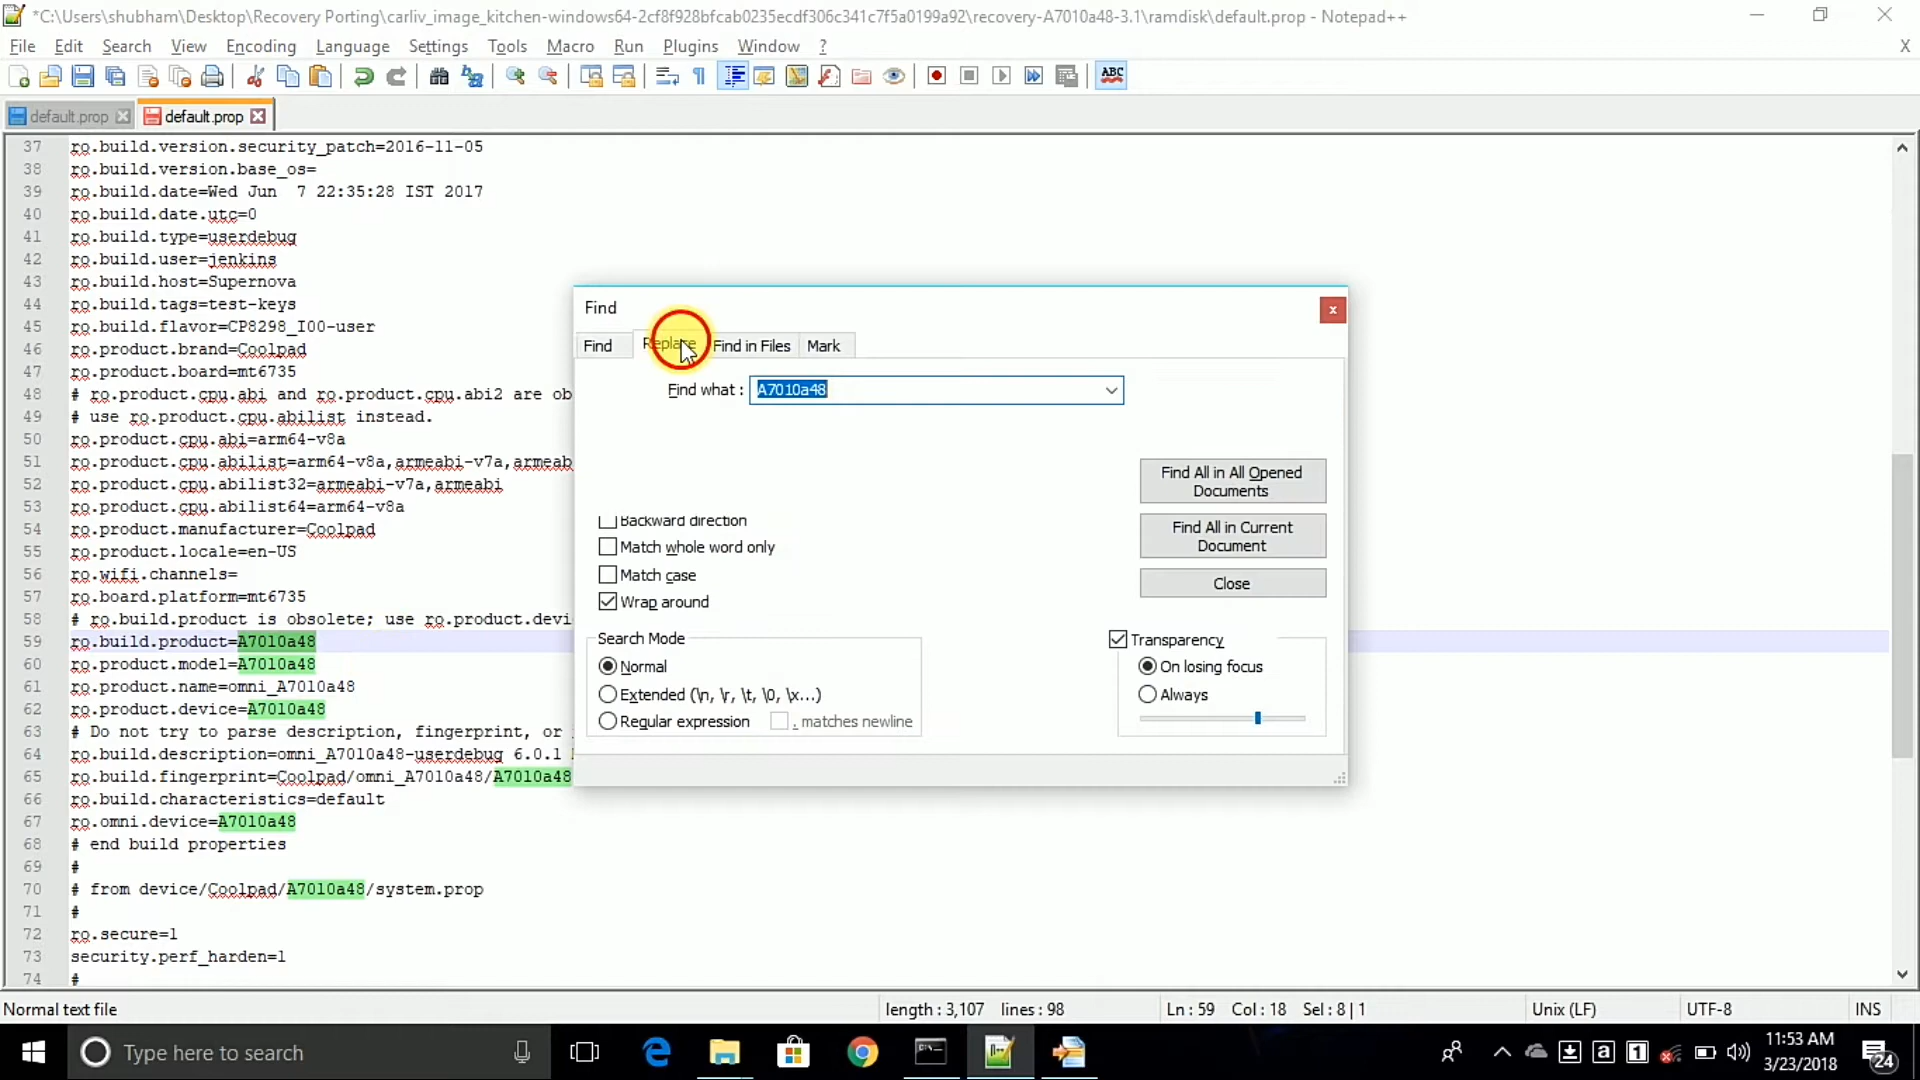 *C:\Users\shubham\Desktop\Recovery Porting\carliv_image_kitchen-windows64-2cf8f928bfcab0235ecdf306c341c7f5a0199a92\recovery-A7010a48-3.1\ramdisk\default.prop - Notepad++
File Edit Search View Encoding Language Settings Tools Macro Run Plugins Window ? X
ABC
default.prop default.prop
37 ro.build.version.security_patch=2016-11-05
38 ro.build.version.base_os=
39 ro.build.date=Wed Jun  7 22:35:28 IST 2017
40 ro.build.date.utc=0
41 ro.build.type=userdebug
42 ro.build.user=jenkins
43 ro.build.host=Supernova
44 ro.build.tags=test-keys
45 ro.build.flavor=CP8298_I00-user
46 ro.product.brand=Coolpad
47 ro.product.board=mt6735
48 # ro.product.cpu.abi and ro.product.cpu.abi2 are ob
49 # use ro.product.cpu.abilist instead.
50 ro.product.cpu.abi=arm64-v8a
51 ro.product.cpu.abilist=arm64-v8a,armeabi-v7a,armeab
52 ro.product.cpu.abilist32=armeabi-v7a,armeabi
53 ro.product.cpu.abilist64=arm64-v8a
54 ro.product.manufacturer=Coolpad
55 ro.product.locale=en-US
56 ro.wifi.channels=
57 ro.board.platform=mt6735
58 # ro.build.product is obsolete; use ro.product.devi
59 ro.build.product=A7010a48
60 ro.product.model=A7010a48
61 ro.product.name=omni_A7010a48
62 ro.product.device=A7010a48
63 # Do not try to parse description, fingerprint, or
64 ro.build.description=omni_A7010a48-userdebug 6.0.1
65 ro.build.fingerprint=Coolpad/omni_A7010a48/A7010a48
66 ro.build.characteristics=default
67 ro.omni.device=A7010a48
68 # end build properties
69 #
70 # from device/Coolpad/A7010a48/system.prop
71 #
72 ro.secure=1
73 security.perf_harden=1
74 #
Find x
Find Replace Find in Files Mark
Find what : A7010a48
Find All in All Opened
Documents
Find All in Current
Document
Close
Backward direction
Match whole word only
Match case
Wrap around
Search Mode
Normal
Extended (\n, \r, \t, \0, \x...)
Regular expression . matches newline
Transparency
On losing focus
Always
Normal text file length : 3,107 lines : 98 Ln : 59 Col : 18 Sel : 8 | 1 Unix (LF) UTF-8 INS
Type here to search
11:53 AM
3/23/2018
24